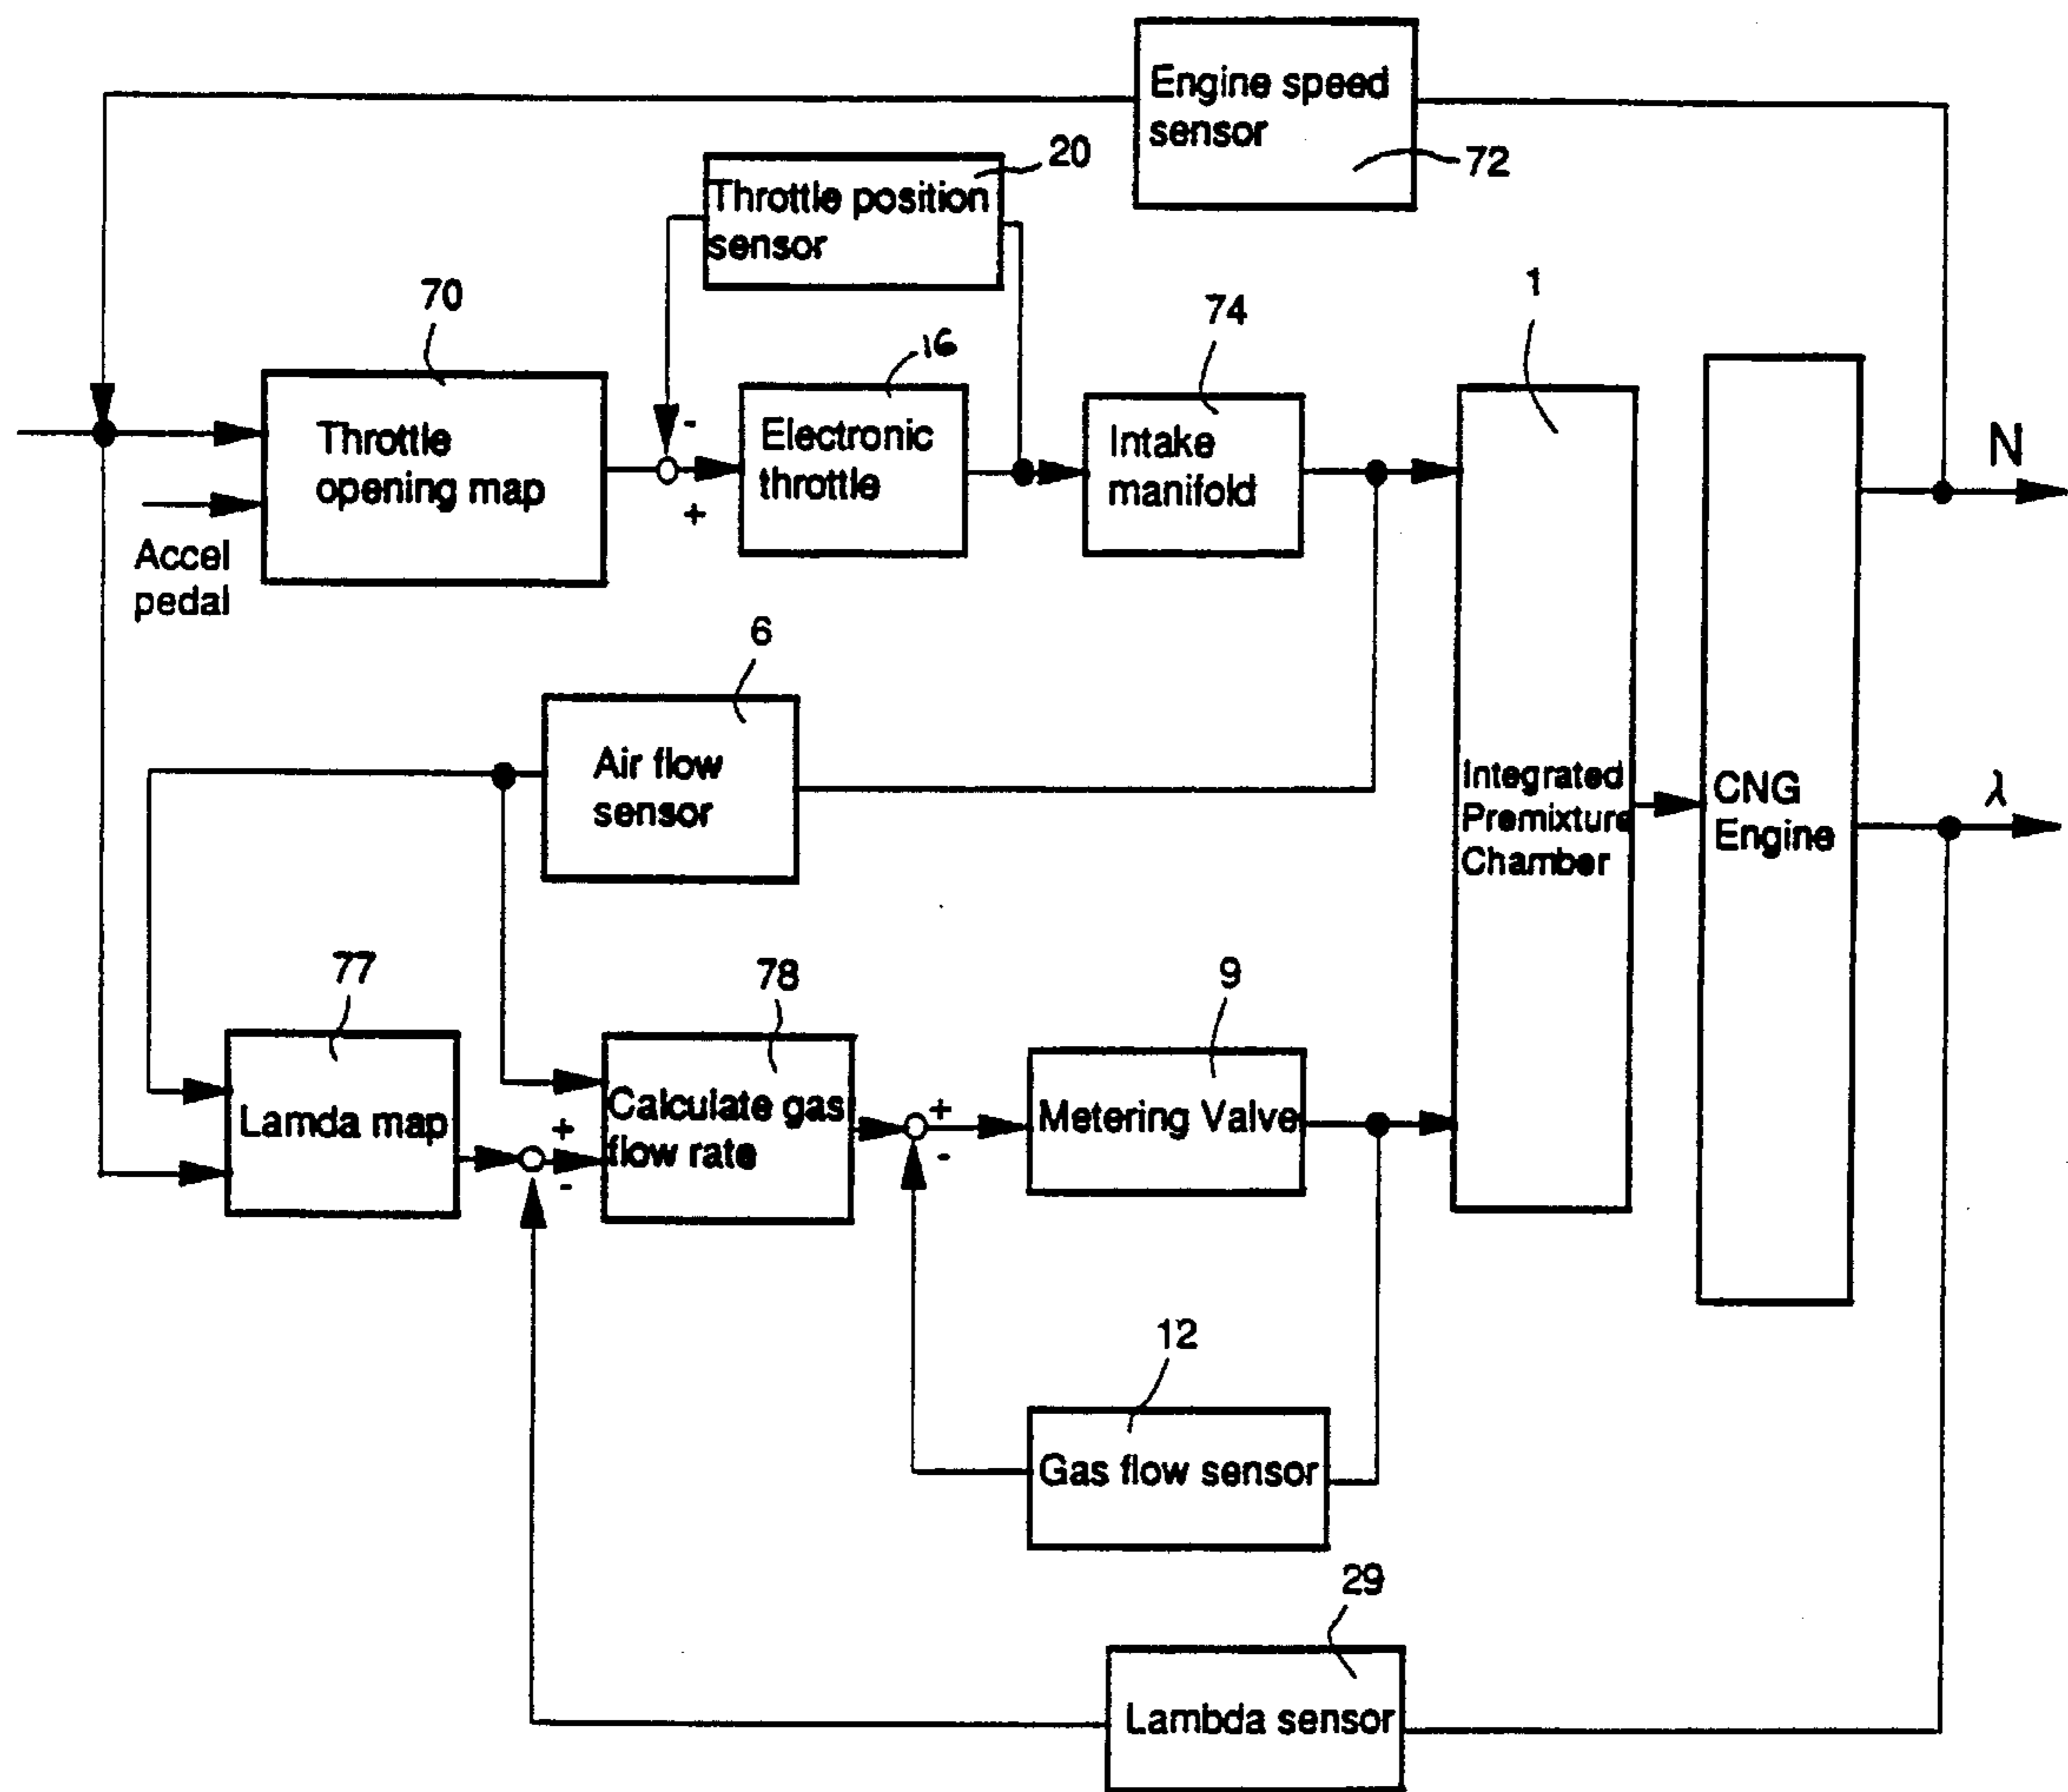 Engine speed
sensor
72
20
Throttle position
sensor
70
16
74
1
Throttle
opening map
-
+
Electronic
throttle
Intake
manifold
N
Accel
pedal
6
Air flow
sensor
Integrated
Premixture
Chamber
CNG
Engine
λ
77
78
9
Lamda map
+
-
Calculate gas
flow rate
+
-
Metering Valve
12
Gas flow sensor
29
Lambda sensor